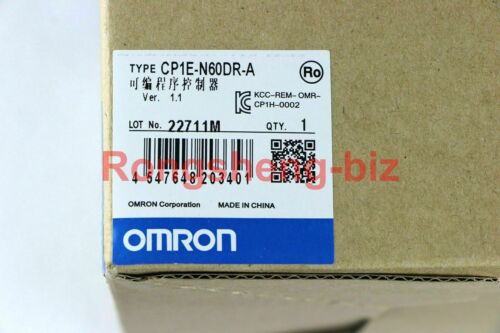 TYPE CP1E-N60DR-A
可编程序控制器
Ver. 1.1
Ro
KCC-REM-OMR-
CP1H-0002
LOT No. 22711M
QTY. 1
Rongsheng-biz
4 547648 203401
OMRON Corporation MADE IN CHINA
OMRON